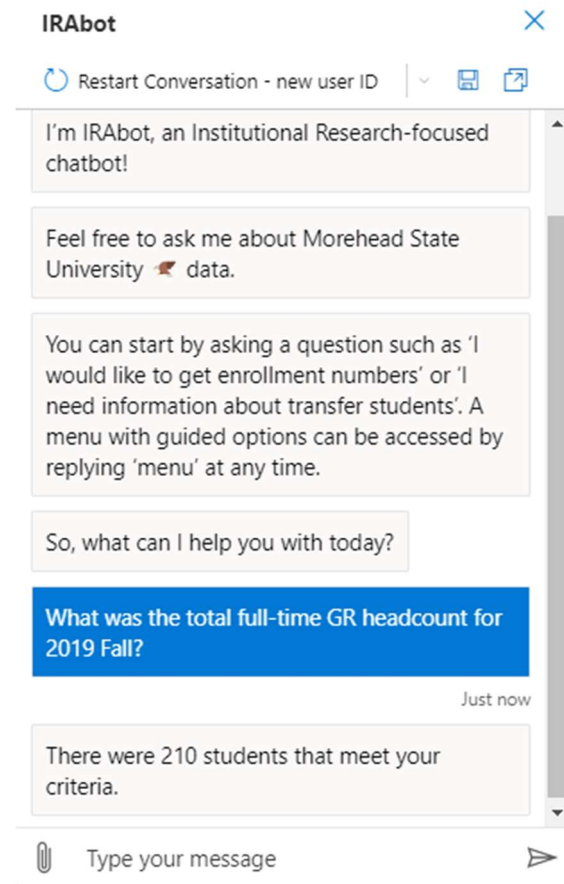 IRAbot
Restart Conversation - new user ID
I'm IRAbot, an Institutional Research-focused
chatbot!
Feel free to ask me about Morehead State
University data.
You can start by asking a question such as 'I
would like to get enrollment numbers' or 'I
need information about transfer students'. A
menu with guided options can be accessed by
replying 'menu' at any time.
So, what can I help you with today?
What was the total full-time GR headcount for
2019 Fall?
Just now
There were 210 students that meet your
criteria.
Type your message